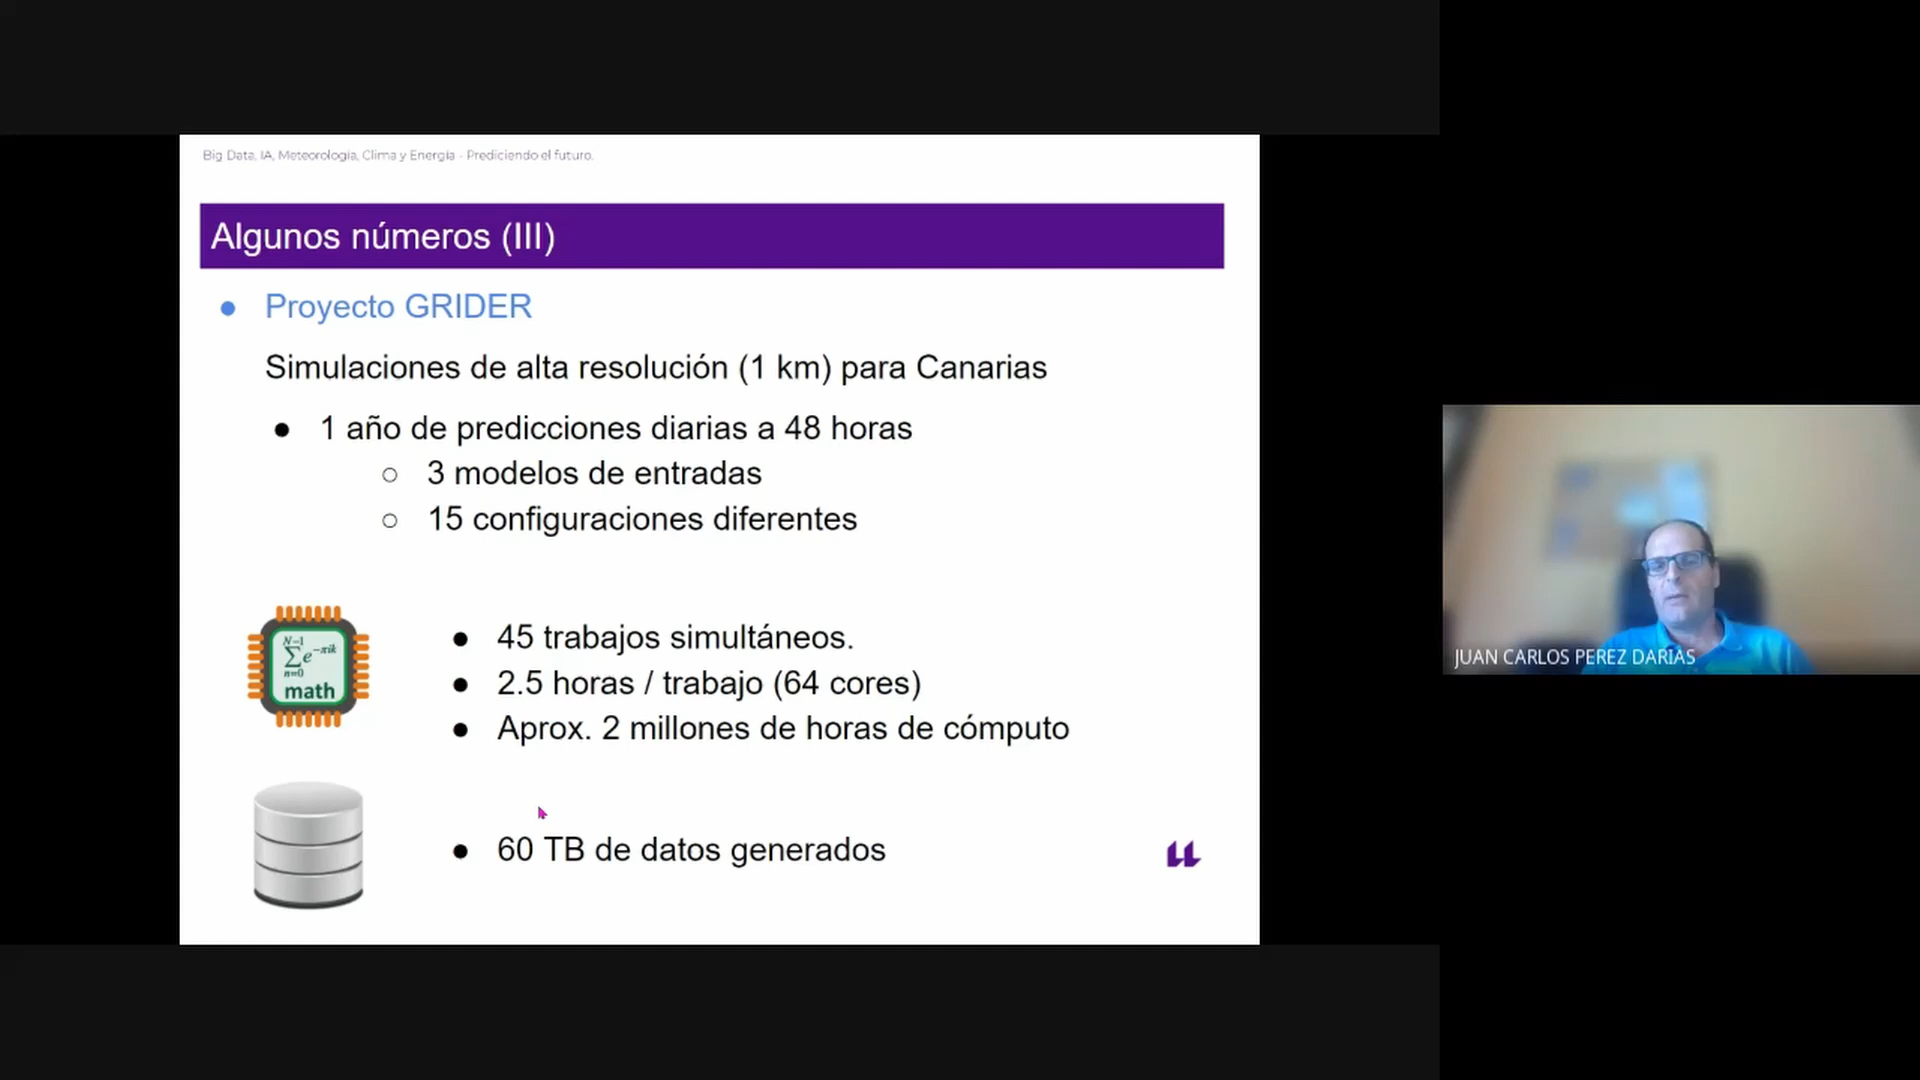 Big Data, IA, Meteorología, Clima y Energía - Prediciendo el futuro.
Algunos números (III)
● Proyecto GRIDER
Simulaciones de alta resolución (1 km) para Canarias
● 1 año de predicciones diarias a 48 horas
○ 3 modelos de entradas
○ 15 configuraciones diferentes
N-1
∑e^-πik
n=0
math
● 45 trabajos simultáneos.
● 2.5 horas / trabajo (64 cores)
● Aprox. 2 millones de horas de cómputo
● 60 TB de datos generados
JUAN CARLOS PEREZ DARIAS